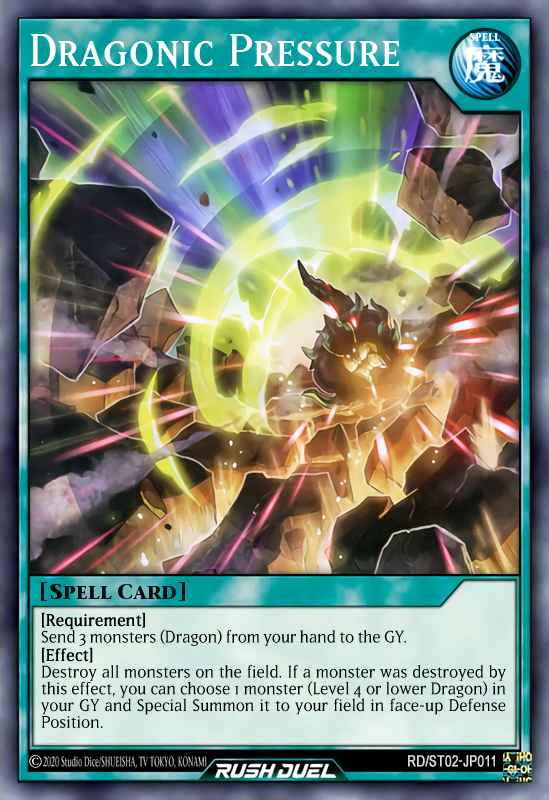 DRAGONIC PRESSURE
SPELL
魔
[SPELL CARD]
[Requirement]
Send 3 monsters (Dragon) from your hand to the GY.
[Effect]
Destroy all monsters on the field. If a monster was destroyed by
this effect, you can choose 1 monster (Level 4 or lower Dragon) in
your GY and Special Summon it to your field in face-up Defense
Position.
©2020 Studio Dice/SHUEISHA, TV TOKYO, KONAMI
RUSH DUEL
RD/ST02-JP011